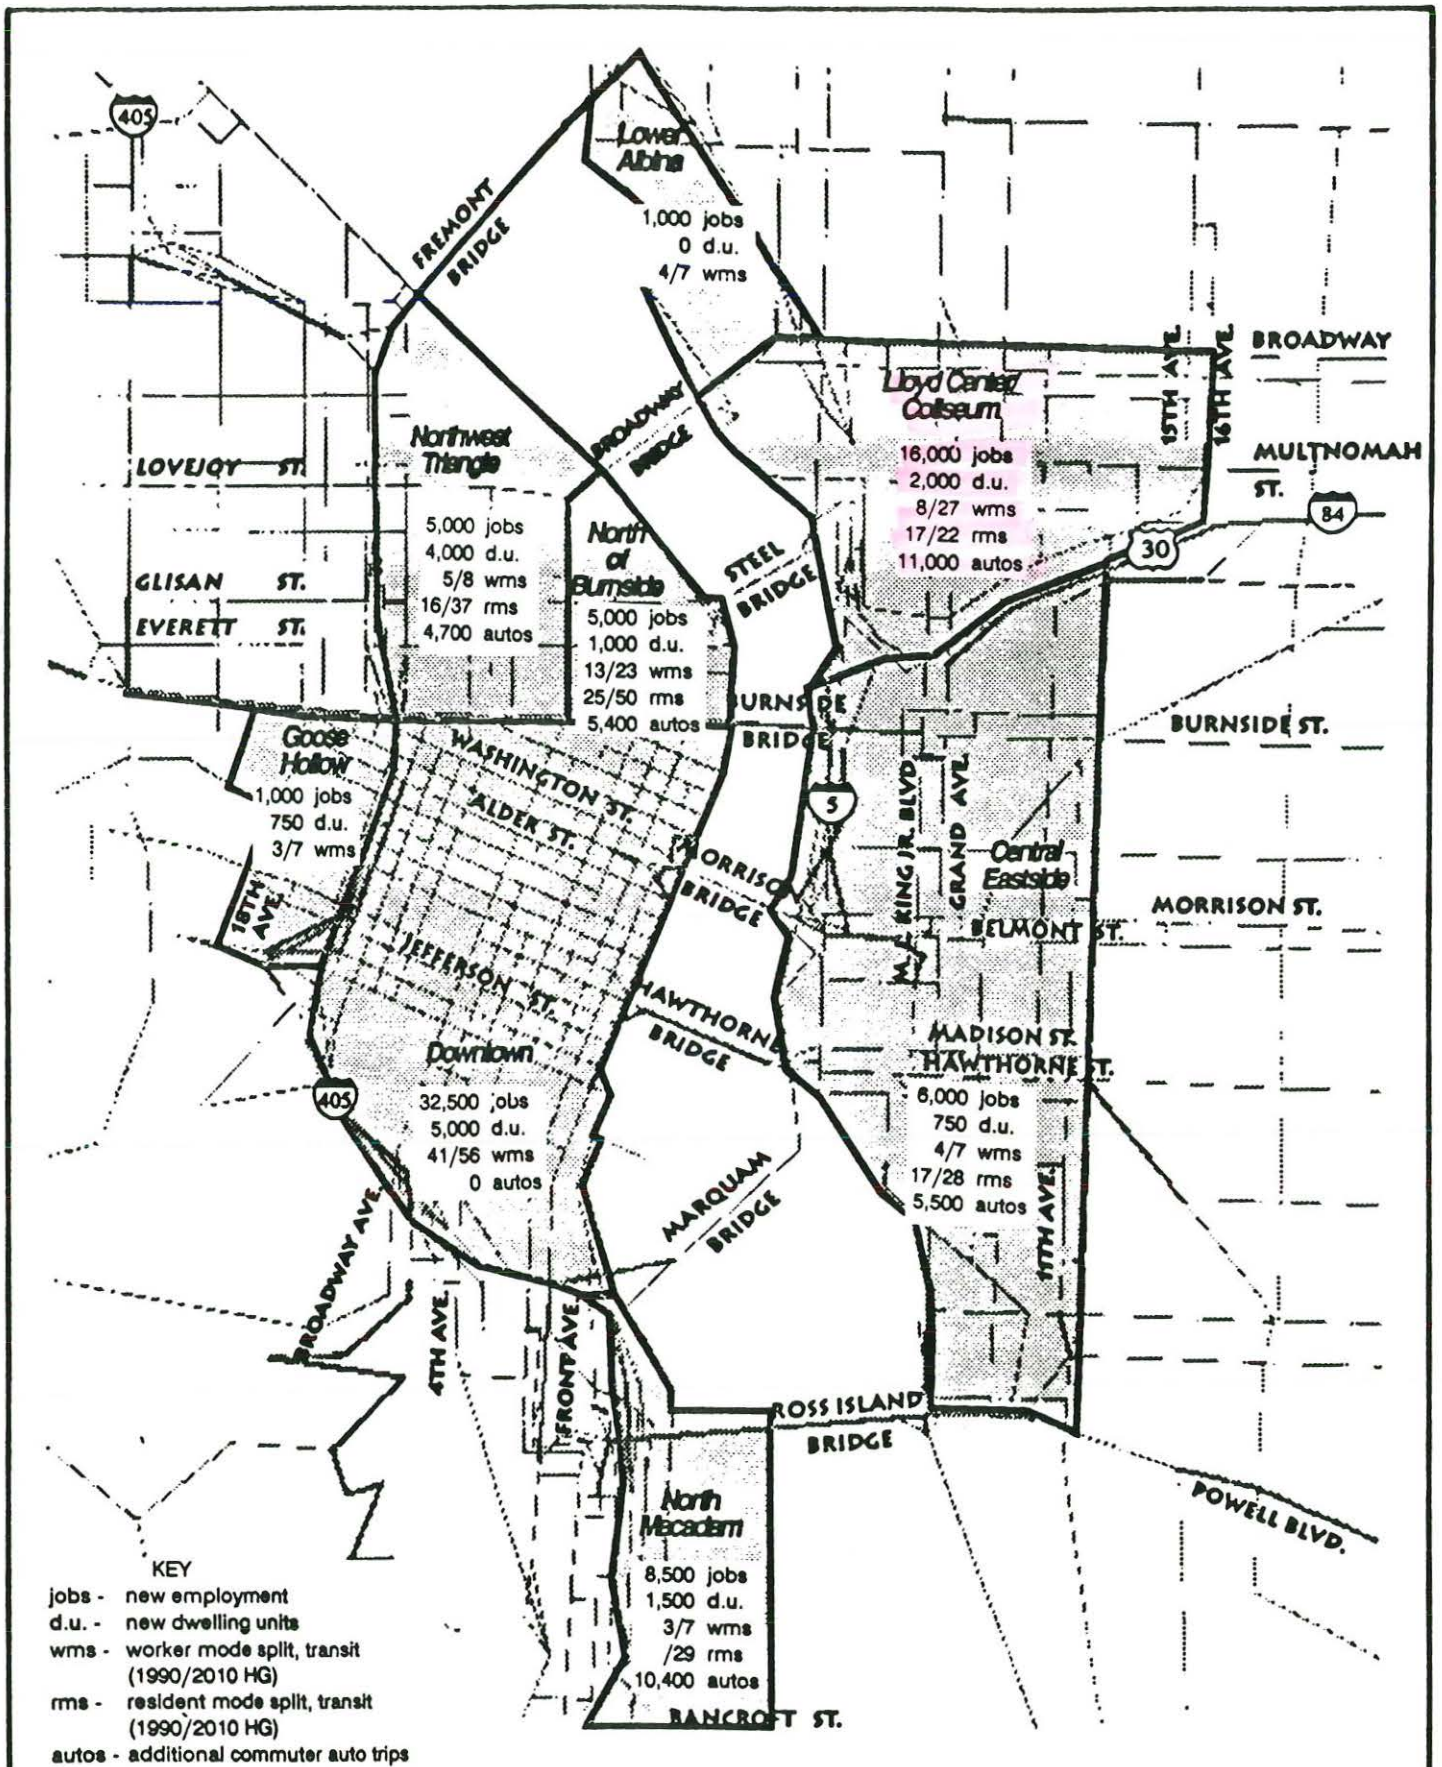 405
Lower
Albina
FREMONT
BRIDGE
1,000 jobs
0 d.u.
4/7 wms
15TH AVE.
16TH AVE.
BROADWAY
Lloyd Center/
Coliseum
16,000 jobs
2,000 d.u.
8/27 wms
17/22 rms
11,000 autos
BROADWAY
BRIDGE
Northwest
Triangle
5,000 jobs
4,000 d.u.
5/8 wms
16/37 rms
4,700 autos
LOVEJOY ST.
MULTNOMAH
ST.
84
30
North
of
Burnside
5,000 jobs
1,000 d.u.
13/23 wms
25/50 rms
5,400 autos
STEEL
BRIDGE
GLISAN ST.
EVERETT ST.
BURNSIDE
BRIDGE
BURNSIDE ST.
Goose
Hollow
1,000 jobs
750 d.u.
3/7 wms
WASHINGTON ST.
ALDER ST.
5
M. L. KING JR. BLVD
GRAND AVE.
Central
Eastside
MORRISON
BRIDGE
18TH
AVE.
MORRISON ST.
BELMONT ST.
JEFFERSON ST.
HAWTHORNE
BRIDGE
MADISON ST.
HAWTHORNE ST.
Downtown
32,500 jobs
5,000 d.u.
41/56 wms
0 autos
405
6,000 jobs
750 d.u.
4/7 wms
17/28 rms
5,500 autos
MARQUAM
BRIDGE
11TH AVE.
BROADWAY AVE.
4TH AVE.
FRONT AVE.
ROSS ISLAND
BRIDGE
POWELL BLVD.
North
Macadam
8,500 jobs
1,500 d.u.
3/7 wms
/29 rms
10,400 autos
BANCROFT ST.
KEY
jobs - new employment
d.u. - new dwelling units
wms - worker mode split, transit
(1990/2010 HG)
rms - resident mode split, transit
(1990/2010 HG)
autos - additional commuter auto trips